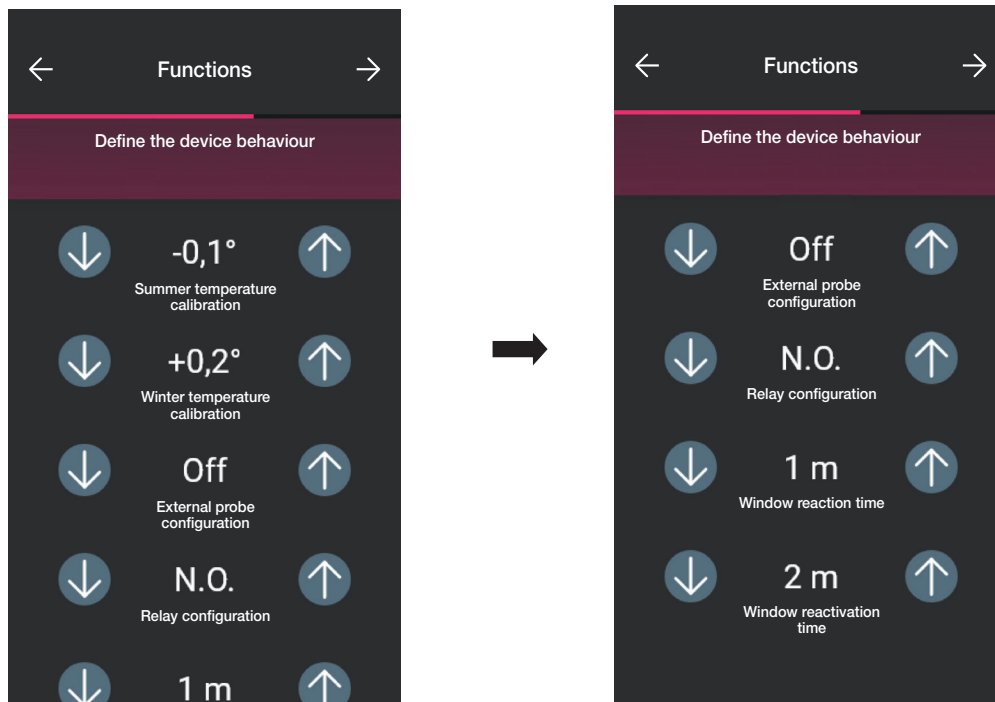 Functions
Define the device behaviour
-0,1°
Summer temperature
calibration
+0,2°
Winter temperature
calibration
Off
External probe
configuration
N.O.
Relay configuration
1 m
Functions
Define the device behaviour
Off
External probe
configuration
N.O.
Relay configuration
1 m
Window reaction time
2 m
Window reactivation
time